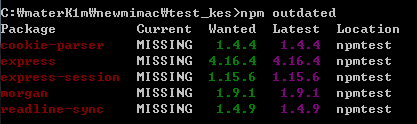 C:₩materK1m₩newmimac₩test_kes>npm outdated
Package Current Wanted Latest Location
cookie-parser MISSING 1.4.4 1.4.4 npmtest
express MISSING 4.16.4 4.16.4 npmtest
express-session MISSING 1.15.6 1.15.6 npmtest
morgan MISSING 1.9.1 1.9.1 npmtest
readline-sync MISSING 1.4.9 1.4.9 npmtest